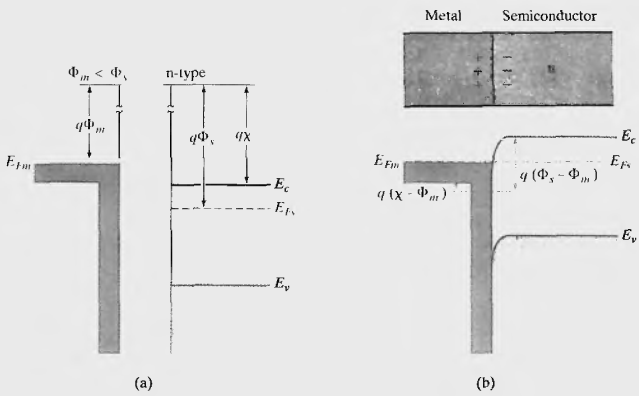 Φm < Φs
n-type
qΦm
qΦs
qχ
EFm
Ec
EFs
Ev
(a)
Metal Semiconductor
+ −
+ − n
+ −
Ec
EFm
EFs
q (Φs - Φm)
q (χ - Φm)
Ev
(b)